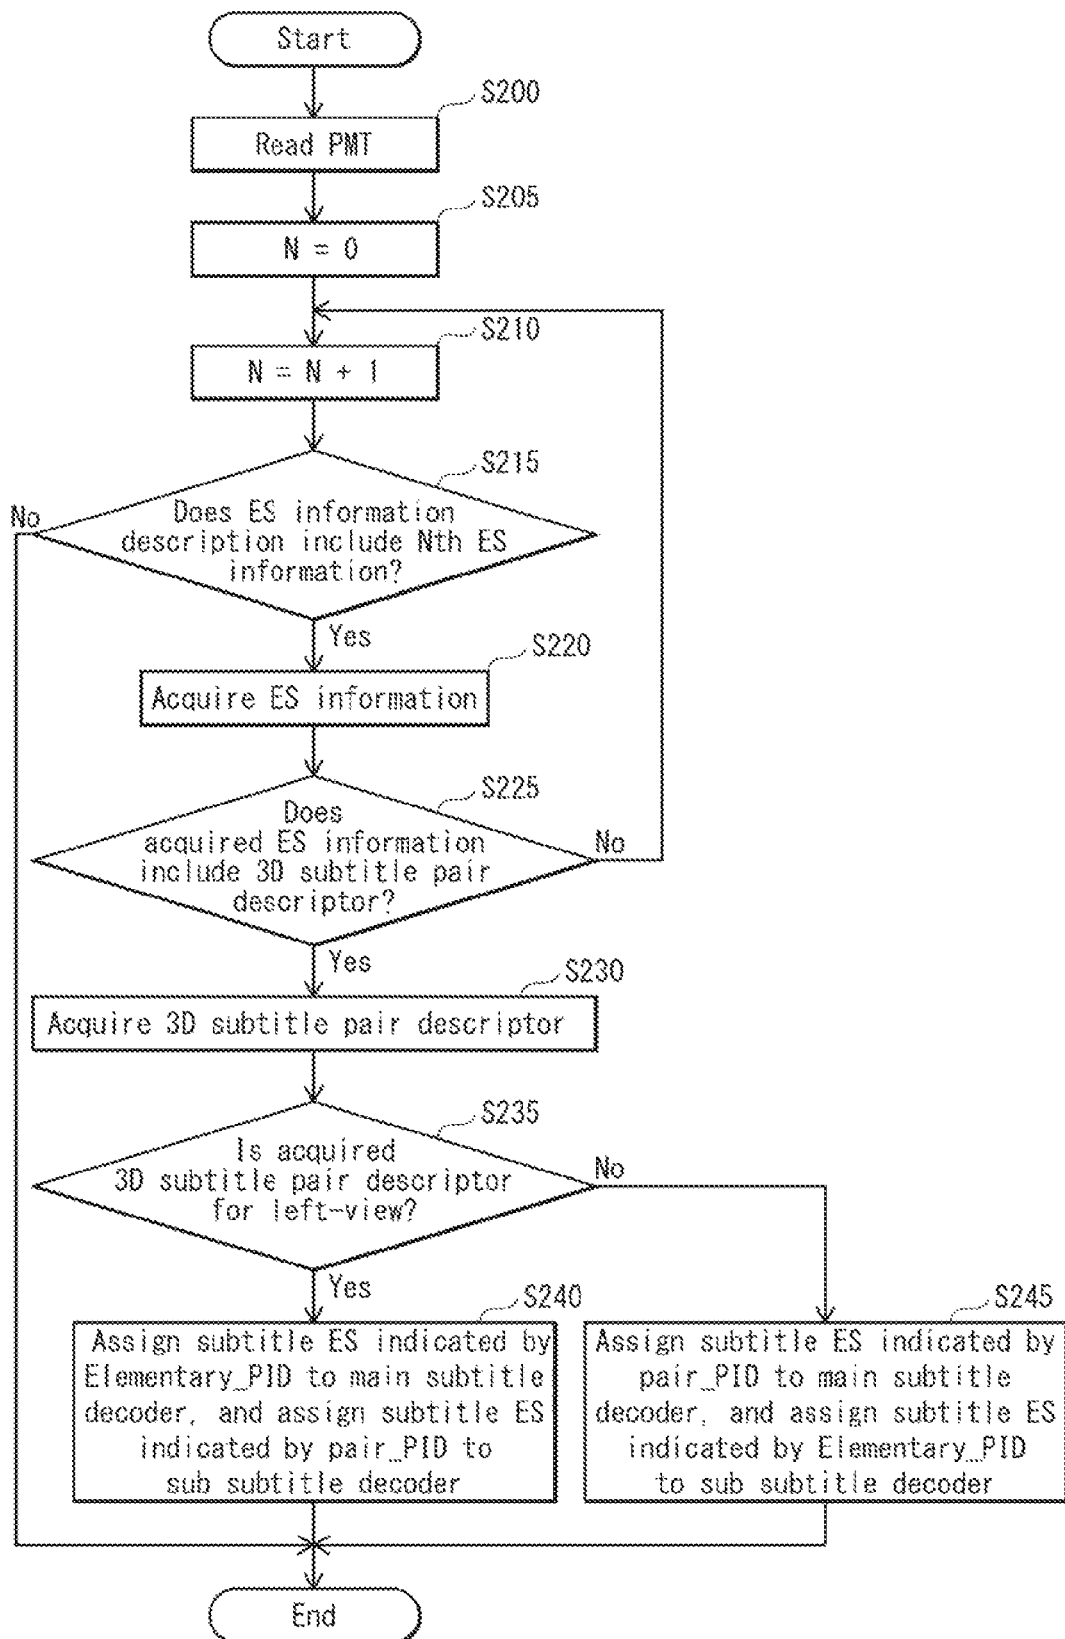 Start
S200
Read PMT
S205
N = 0
S210
N = N + 1
S215
No
Does ES information
description include Nth ES
information?
Yes
S220
Acquire ES information
S225
Does
acquired ES information
include 3D subtitle pair
descriptor?
No
Yes
S230
Acquire 3D subtitle pair descriptor
S235
Is acquired
3D subtitle pair descriptor
for left-view?
No
Yes
S240
Assign subtitle ES indicated by
Elementary_PID to main subtitle
decoder, and assign subtitle ES
indicated by pair_PID to
sub subtitle decoder
S245
Assign subtitle ES indicated by
pair_PID to main subtitle
decoder, and assign subtitle ES
indicated by Elementary_PID
to sub subtitle decoder
End